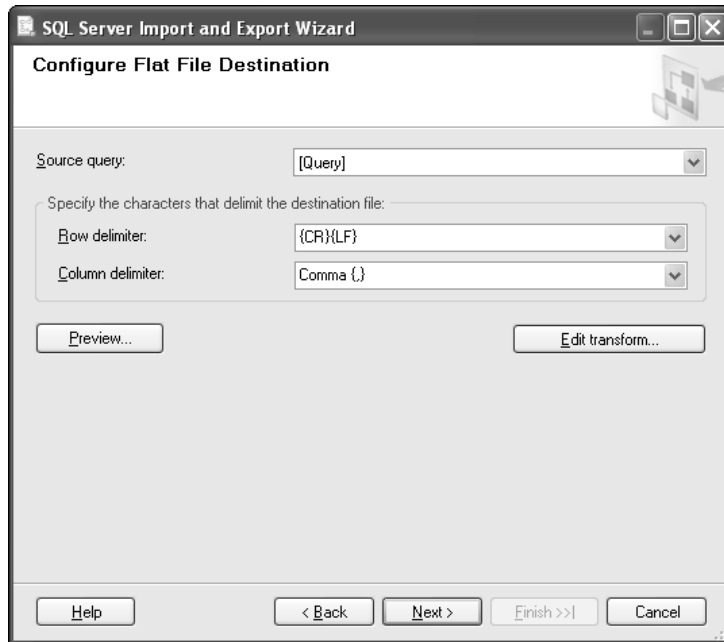 SQL Server Import and Export Wizard
Configure Flat File Destination
Source query: [Query]
Specify the characters that delimit the destination file:
Row delimiter: {CR}{LF}
Column delimiter: Comma {,}
Preview... Edit transform...
Help < Back Next > Finish >>| Cancel